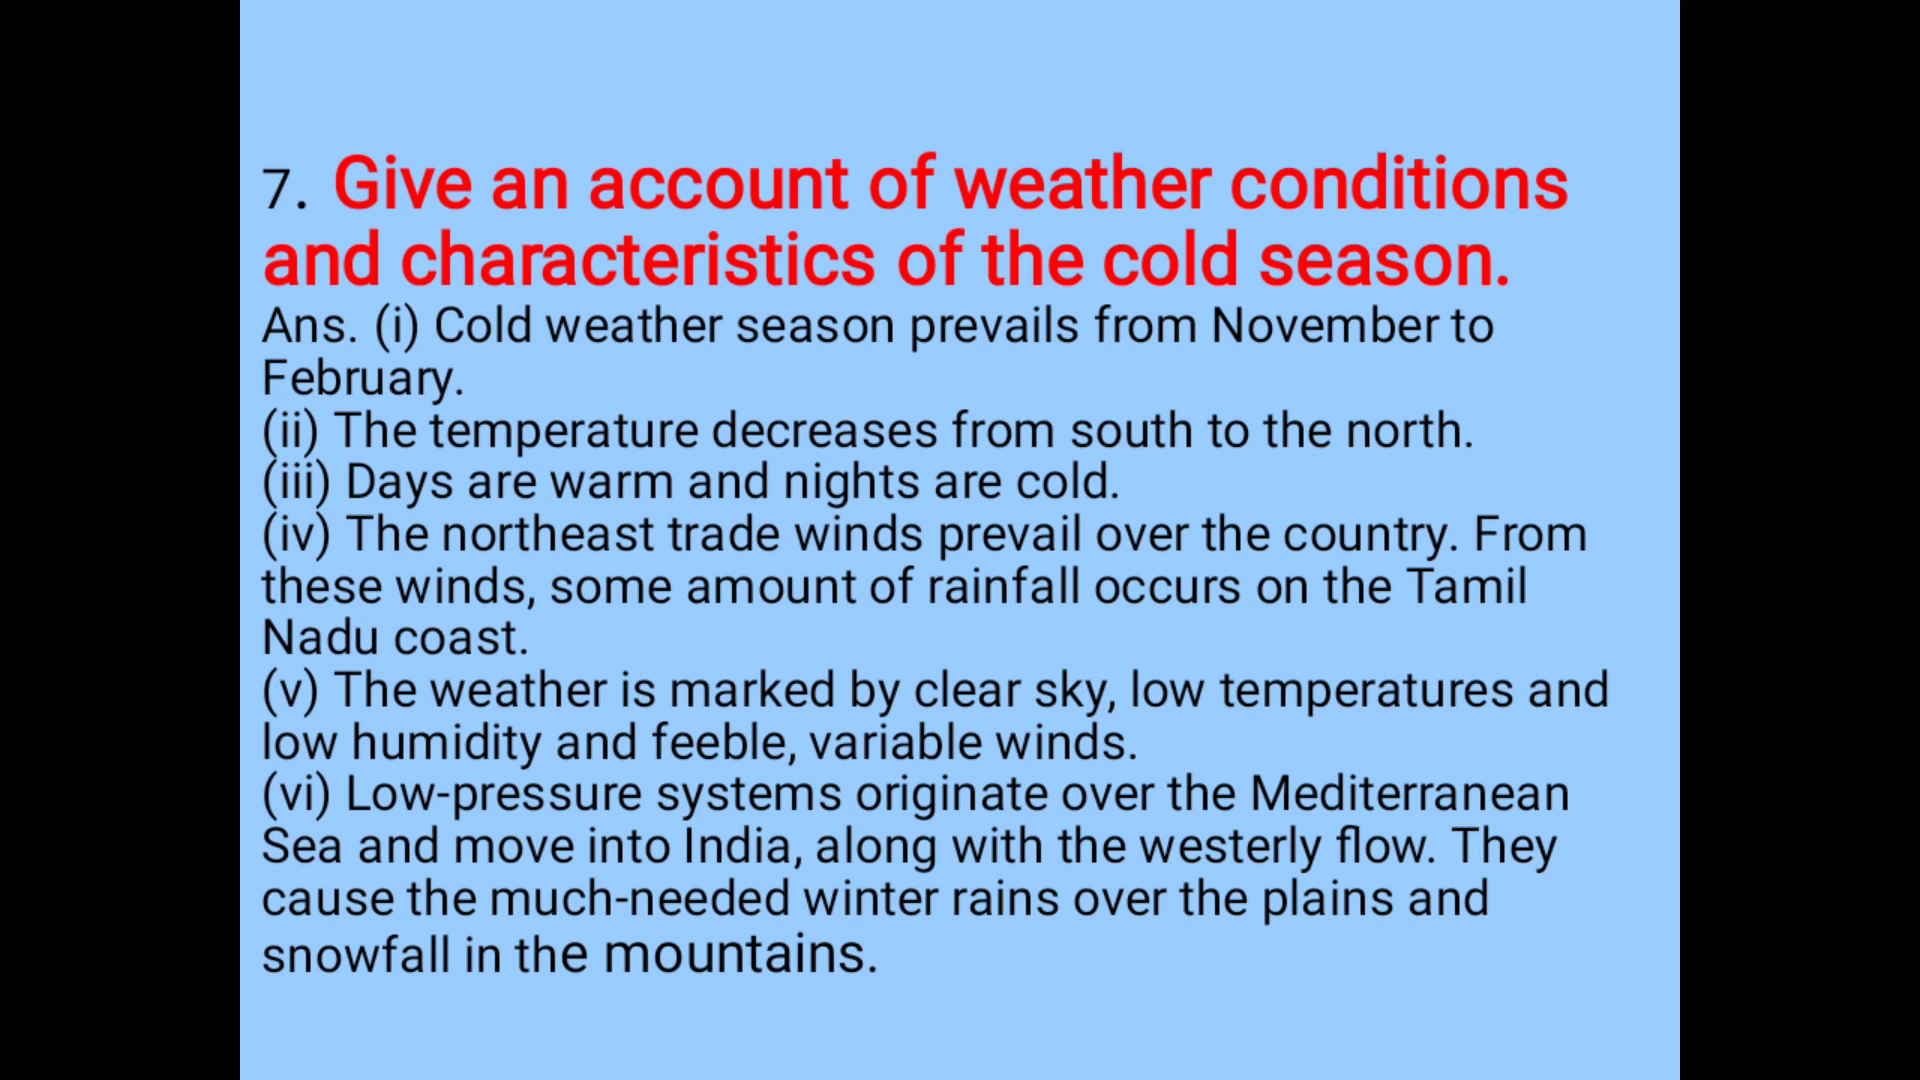 7. Give an account of weather conditions
and characteristics of the cold season.
Ans. (i) Cold weather season prevails from November to
February.
(ii) The temperature decreases from south to the north.
(iii) Days are warm and nights are cold.
(iv) The northeast trade winds prevail over the country. From
these winds, some amount of rainfall occurs on the Tamil
Nadu coast.
(v) The weather is marked by clear sky, low temperatures and
low humidity and feeble, variable winds.
(vi) Low-pressure systems originate over the Mediterranean
Sea and move into India, along with the westerly flow. They
cause the much-needed winter rains over the plains and
snowfall in the mountains.